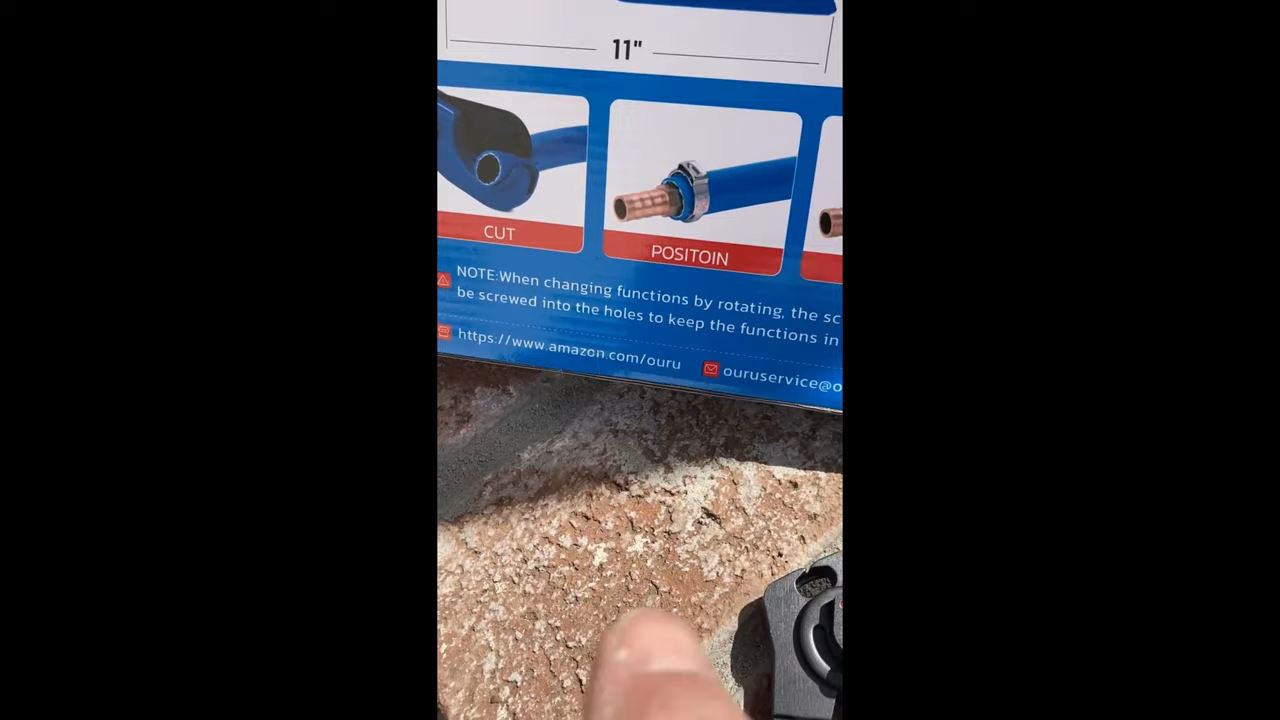 11"
CUT
POSITOIN
NOTE:When changing functions by rotating, the sc
be screwed into the holes to keep the functions in
https://www.amazon.com/ouru
ouruservice@o